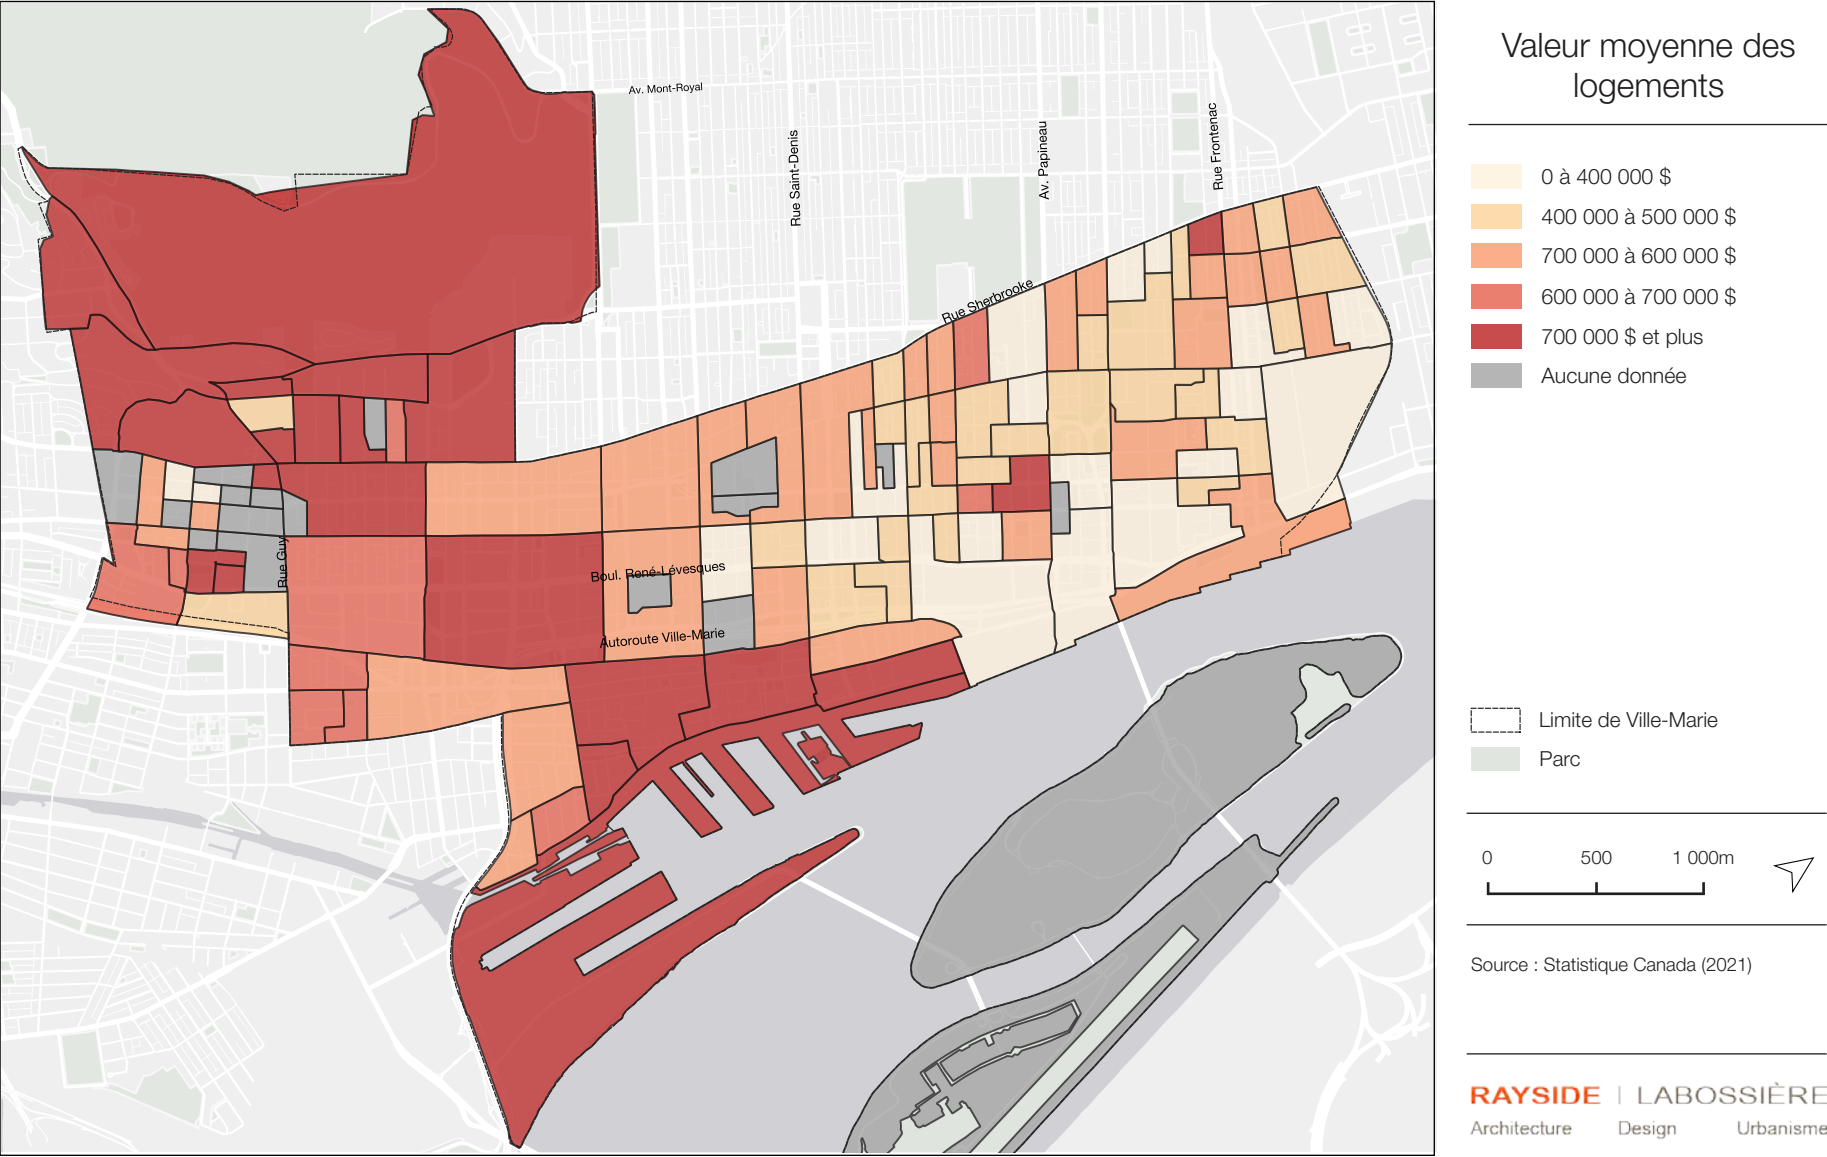 Valeur moyenne des
logements
0 à 400 000 $
400 000 à 500 000 $
700 000 à 600 000 $
600 000 à 700 000 $
700 000 $ et plus
Aucune donnée
Limite de Ville-Marie
Parc
0 500 1 000m
Source : Statistique Canada (2021)
RAYSIDE | LABOSSIÈRE
Architecture Design Urbanisme
Av. Mont-Royal
Rue Saint-Denis
Av. Papineau
Rue Frontenac
Rue Sherbrooke
Rue Guy
Boul. René-Lévesques
Autoroute Ville-Marie